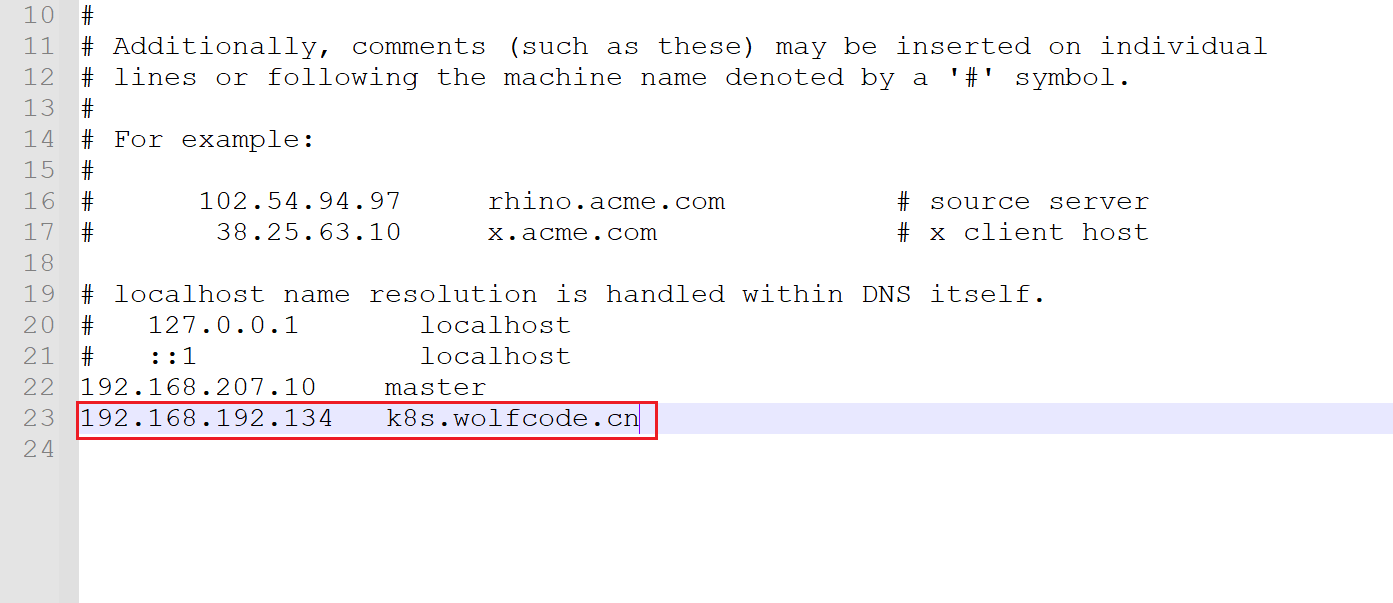 10 #
11 # Additionally, comments (such as these) may be inserted on individual
12 # lines or following the machine name denoted by a '#' symbol.
13 #
14 # For example:
15 #
16 #      102.54.94.97     rhino.acme.com          # source server
17 #       38.25.63.10     x.acme.com              # x client host
18
19 # localhost name resolution is handled within DNS itself.
20 #   127.0.0.1       localhost
21 #   ::1             localhost
22 192.168.207.10    master
23 192.168.192.134   k8s.wolfcode.cn
24